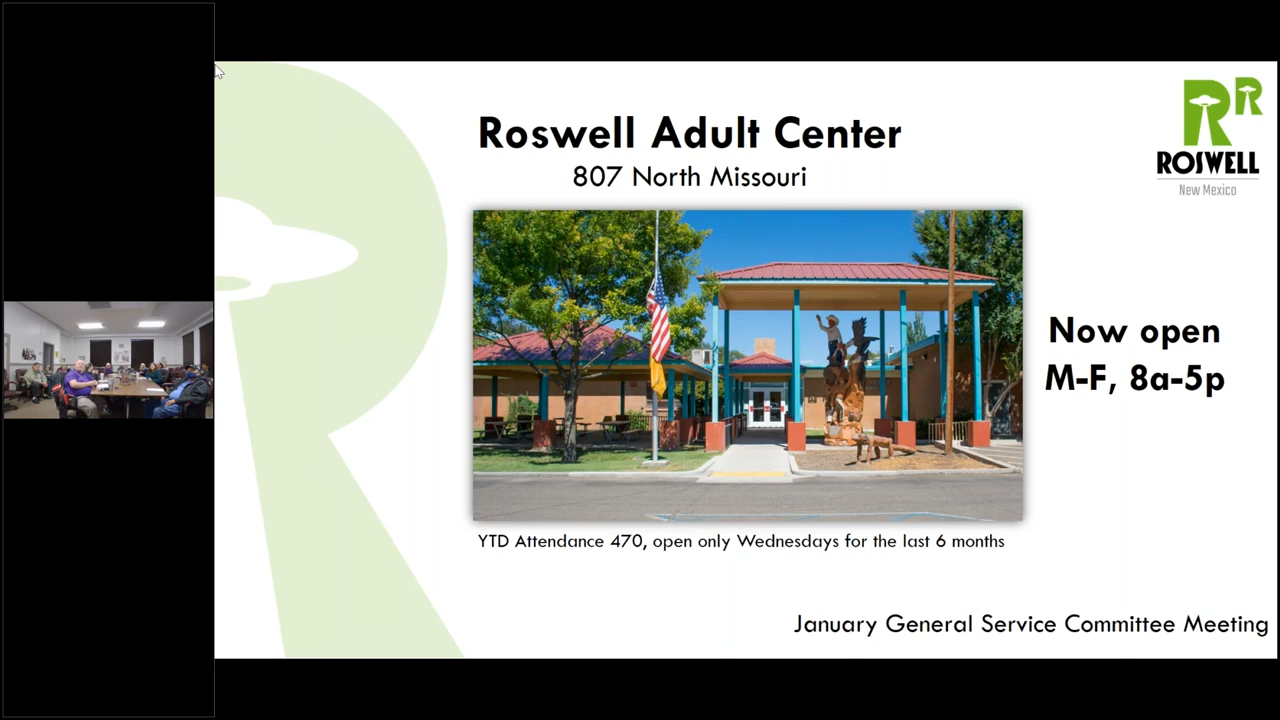 Roswell Adult Center
807 North Missouri
R R
ROSWELL
New Mexico
Now open
M-F, 8a-5p
YTD Attendance 470, open only Wednesdays for the last 6 months
January General Service Committee Meeting